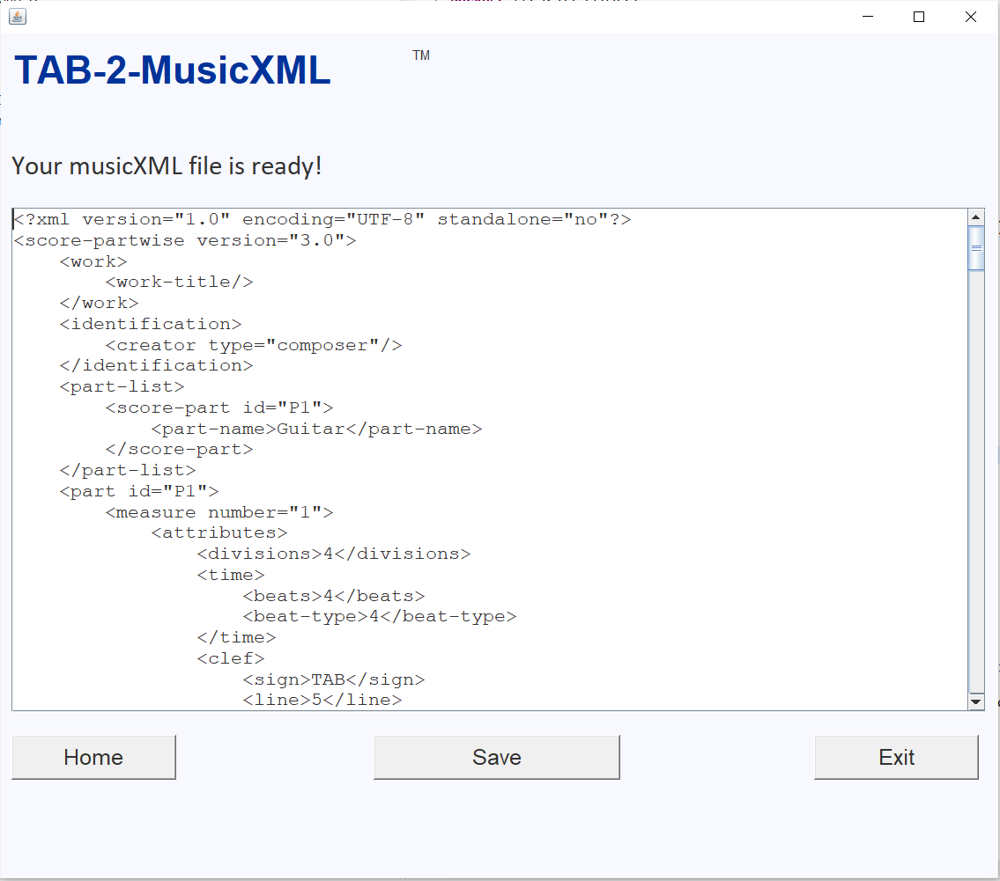 TAB-2-MusicXML TM
Your musicXML file is ready!
<?xml version="1.0" encoding="UTF-8" standalone="no"?>
<score-partwise version="3.0">
    <work>
        <work-title/>
    </work>
    <identification>
        <creator type="composer"/>
    </identification>
    <part-list>
        <score-part id="P1">
            <part-name>Guitar</part-name>
        </score-part>
    </part-list>
    <part id="P1">
        <measure number="1">
            <attributes>
                <divisions>4</divisions>
                <time>
                    <beats>4</beats>
                    <beat-type>4</beat-type>
                </time>
                <clef>
                    <sign>TAB</sign>
                    <line>5</line>
Home Save Exit